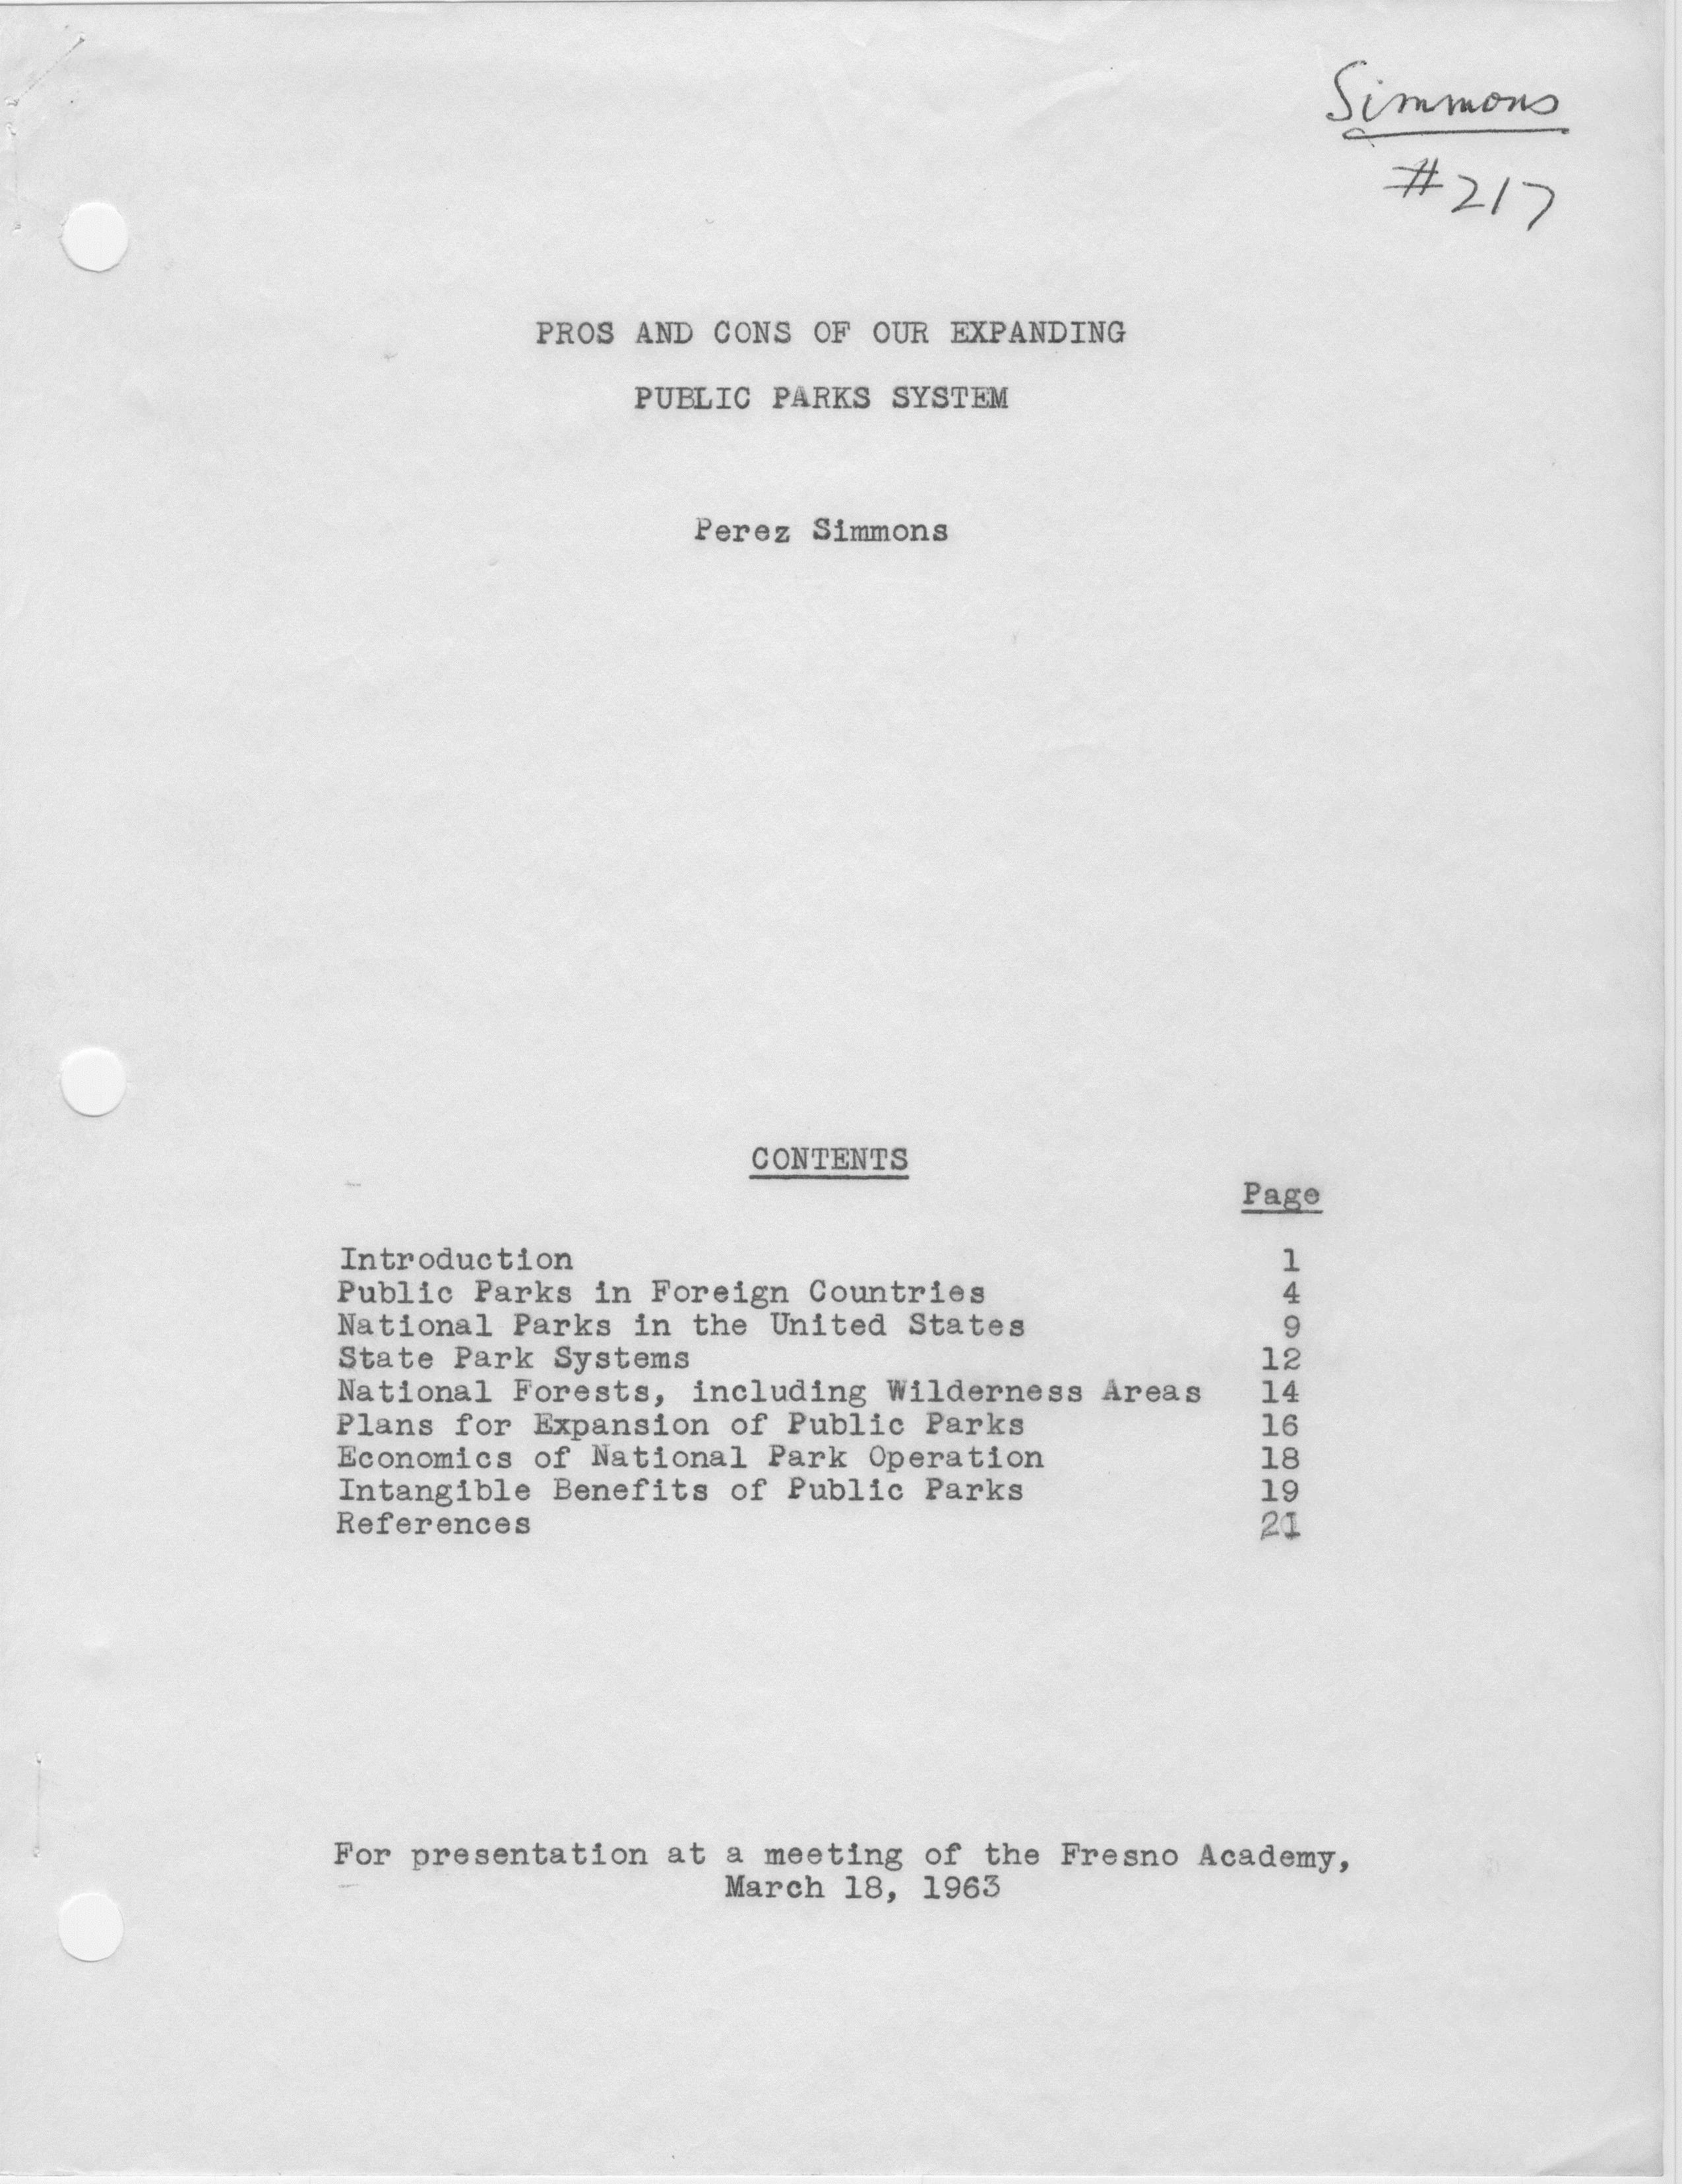 Simmons
#217
PROS AND CONS OF OUR EXPANDING
PUBLIC PARKS SYSTEM
Perez Simmons
CONTENTS
Page
Introduction 1
Public Parks in Foreign Countries 4
National Parks in the United States 9
State Park Systems 12
National Forests, including Wilderness Areas 14
Plans for Expansion of Public Parks 16
Economics of National Park Operation 18
Intangible Benefits of Public Parks 19
References 21
For presentation at a meeting of the Fresno Academy,
March 18, 1963